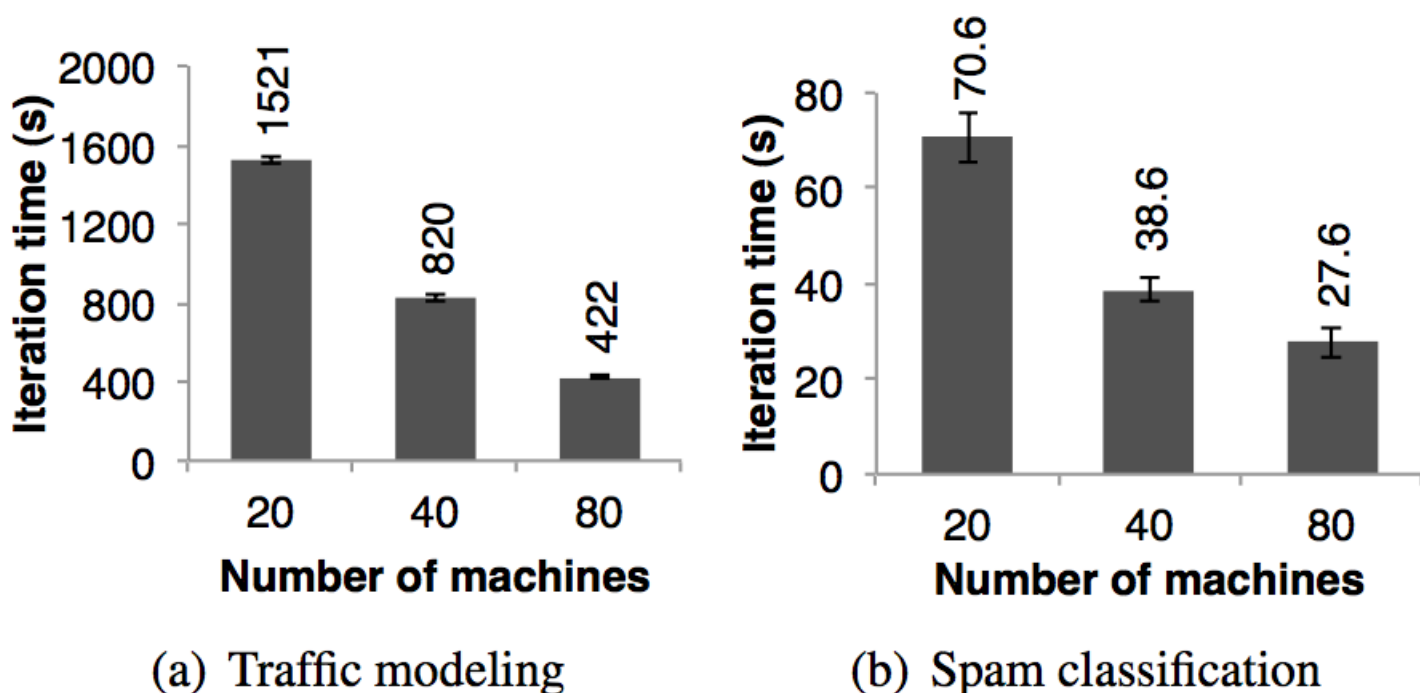 Iteration time (s)
2000
1600
1200
800
400
0
1521
820
422
20 40 80
Number of machines
(a) Traffic modeling
Iteration time (s)
80
60
40
20
0
70.6
38.6
27.6
20 40 80
Number of machines
(b) Spam classification